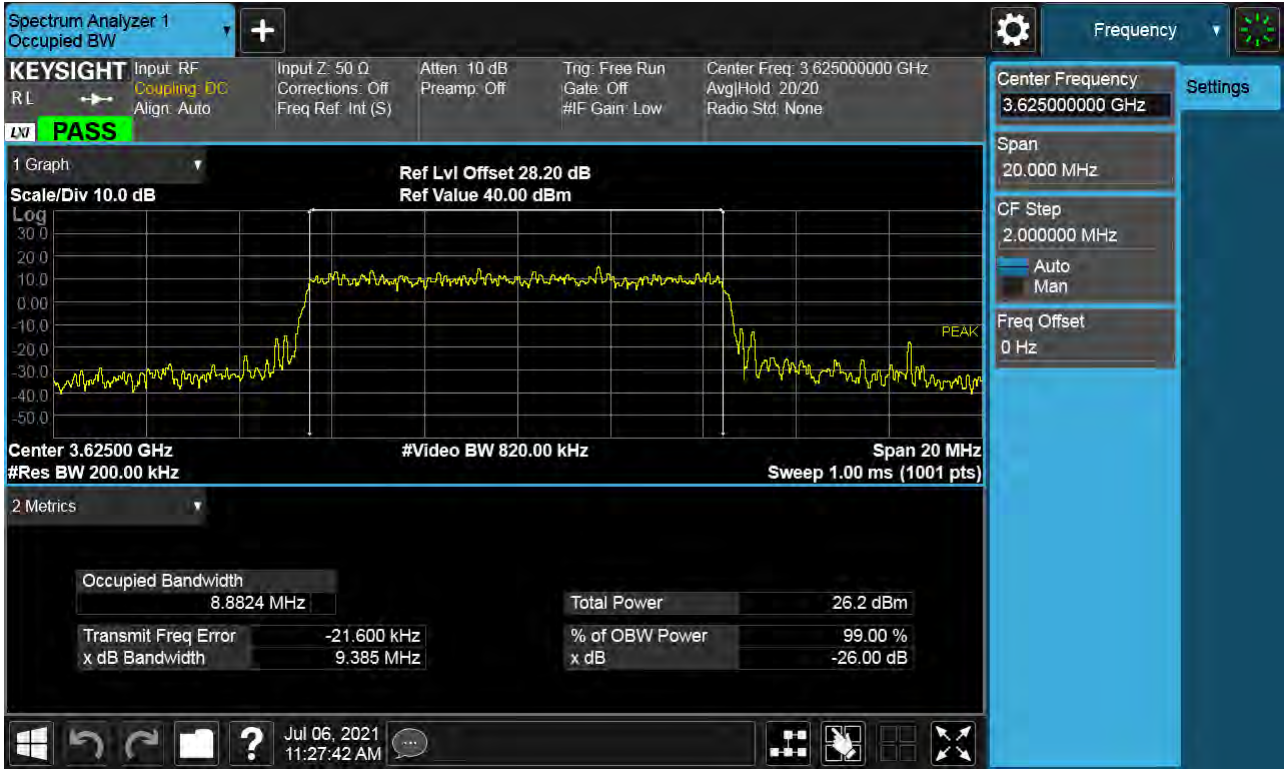 Spectrum Analyzer 1
Occupied BW
+
Frequency
KEYSIGHT
RL
LXI PASS
Input: RF
Coupling: DC
Align: Auto
Input Z: 50 Ω
Corrections: Off
Freq Ref: Int (S)
Atten: 10 dB
Preamp: Off
Trig: Free Run
Gate: Off
#IF Gain: Low
Center Freq: 3.625000000 GHz
Avg|Hold: 20/20
Radio Std: None
Center Frequency
3.625000000 GHz
Settings
Span
20.000 MHz
CF Step
2.000000 MHz
Auto
Man
Freq Offset
0 Hz
1 Graph
Scale/Div 10.0 dB
Ref Lvl Offset 28.20 dB
Ref Value 40.00 dBm
Log
30.0
20.0
10.0
0.00
-10.0
-20.0
-30.0
-40.0
-50.0
PEAK
Center 3.62500 GHz
#Video BW 820.00 kHz
Span 20 MHz
#Res BW 200.00 kHz
Sweep 1.00 ms (1001 pts)
2 Metrics
Occupied Bandwidth
8.8824 MHz
Total Power 26.2 dBm
Transmit Freq Error -21.600 kHz
% of OBW Power 99.00 %
x dB Bandwidth 9.385 MHz
x dB -26.00 dB
?
Jul 06, 2021
11:27:42 AM